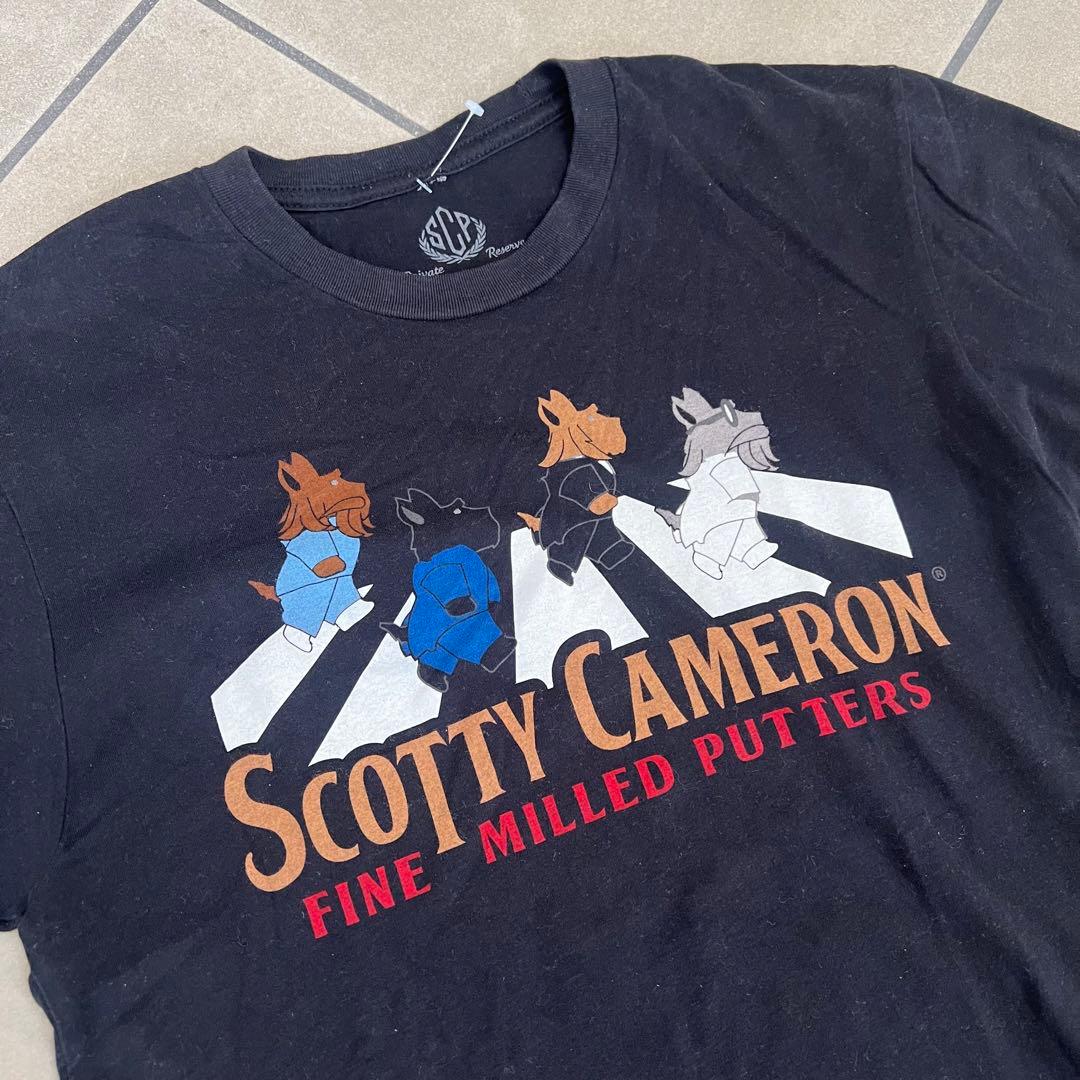 SCP
Private Reserve
SCOTTY CAMERON®
FINE MILLED PUTTERS